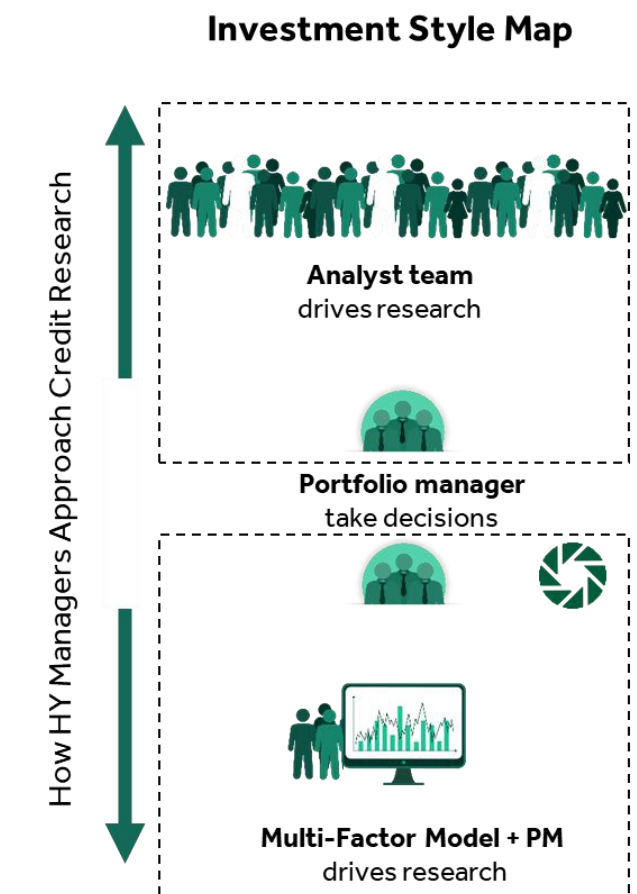 Investment Style Map
How HY Managers Approach Credit Research
Analyst team
drives research
Portfolio manager
take decisions
Multi-Factor Model + PM
drives research